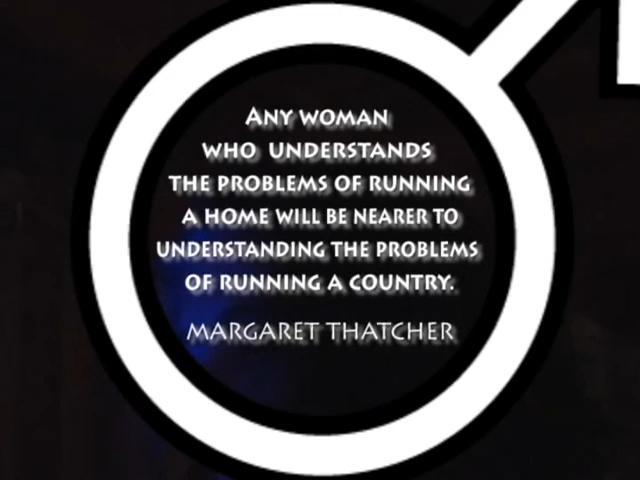 Any woman
who understands
the problems of running
a home will be nearer to
understanding the problems
of running a country.
MARGARET THATCHER